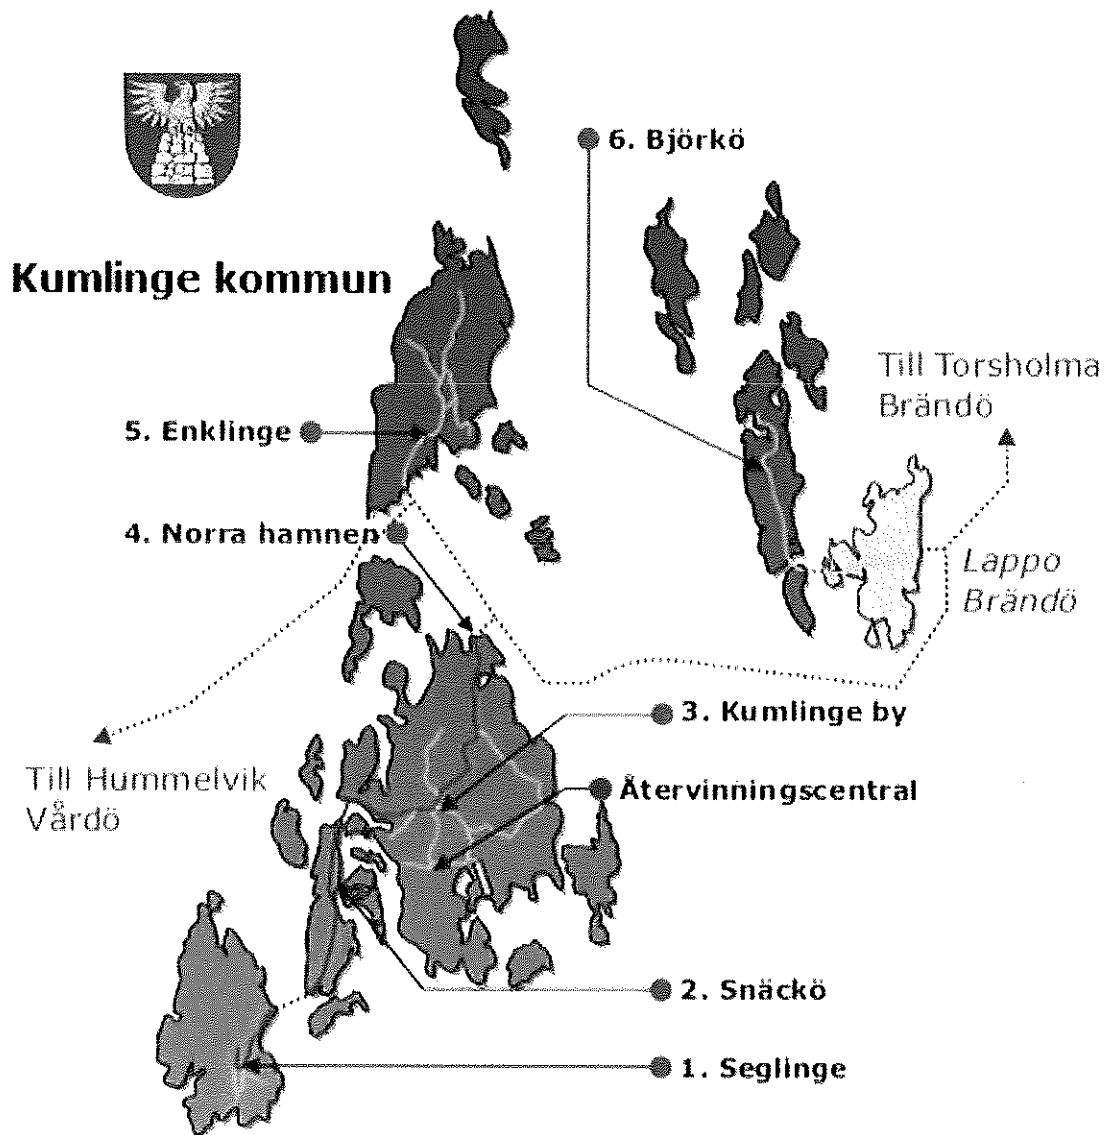 6. Björkö
Kumlinge kommun
Till Torsholma
Brändö
5. Enklinge
4. Norra hamnen
Lappo
Brändö
3. Kumlinge by
Till Hummelvik
Vårdö
Återvinningscentral
2. Snäckö
1. Seglinge